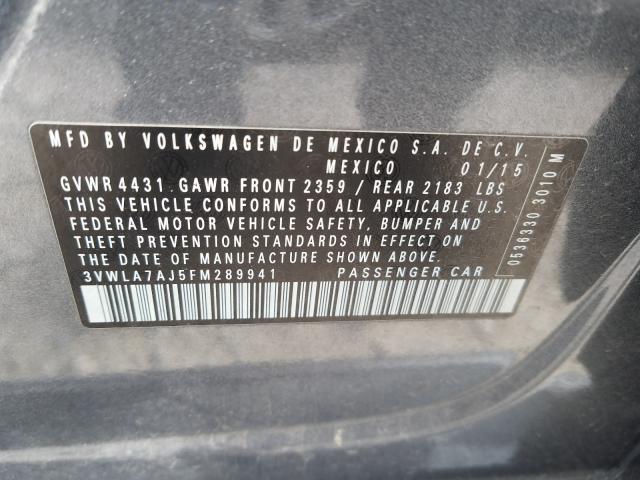 MFD BY VOLKSWAGEN DE MEXICO S.A. DE C.V.
MEXICO 01/15
GVWR 4431. GAWR FRONT 2359 / REAR 2183 LBS
THIS VEHICLE CONFORMS TO ALL APPLICABLE U.S.
FEDERAL MOTOR VEHICLE SAFETY, BUMPER AND
THEFT PREVENTION STANDARDS IN EFFECT ON
THE DATE OF MANUFACTURE SHOWN ABOVE.
3VWLA7AJ5FM289941 PASSENGER CAR
0536330 3010 M